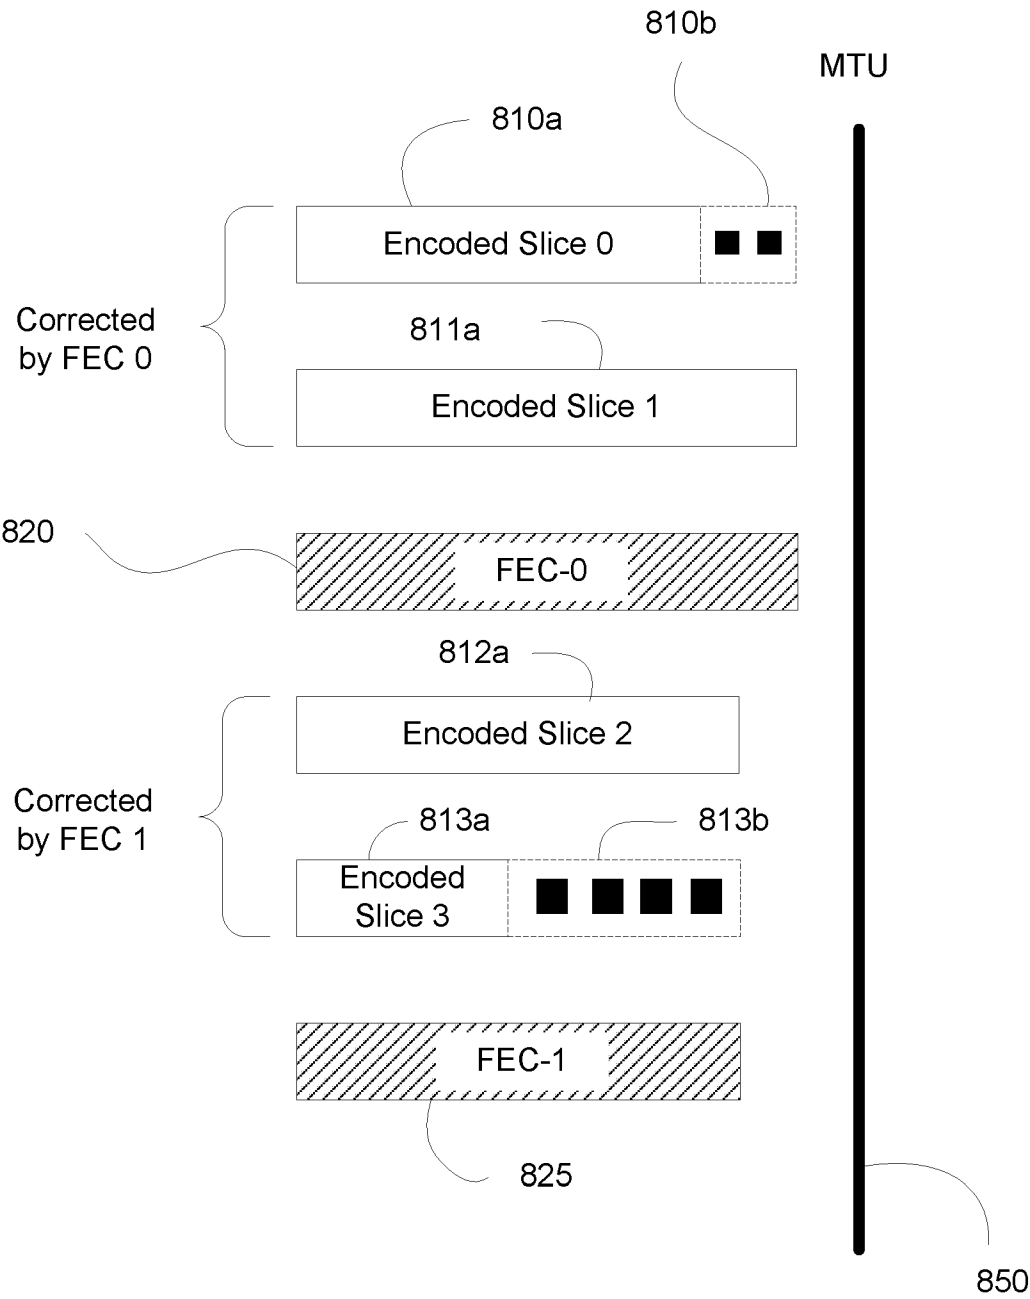 810b
MTU
810a
Encoded Slice 0
Corrected
by FEC 0
811a
Encoded Slice 1
820
FEC-0
812a
Encoded Slice 2
Corrected
by FEC 1
813a
813b
Encoded
Slice 3
FEC-1
825
850